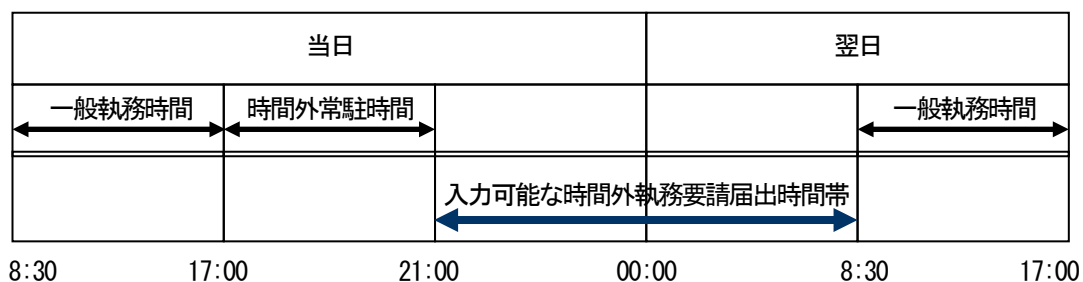 当日
翌日
一般執務時間
時間外常駐時間
一般執務時間
入力可能な時間外執務要請届出時間帯
8:30
17:00
21:00
00:00
8:30
17:00